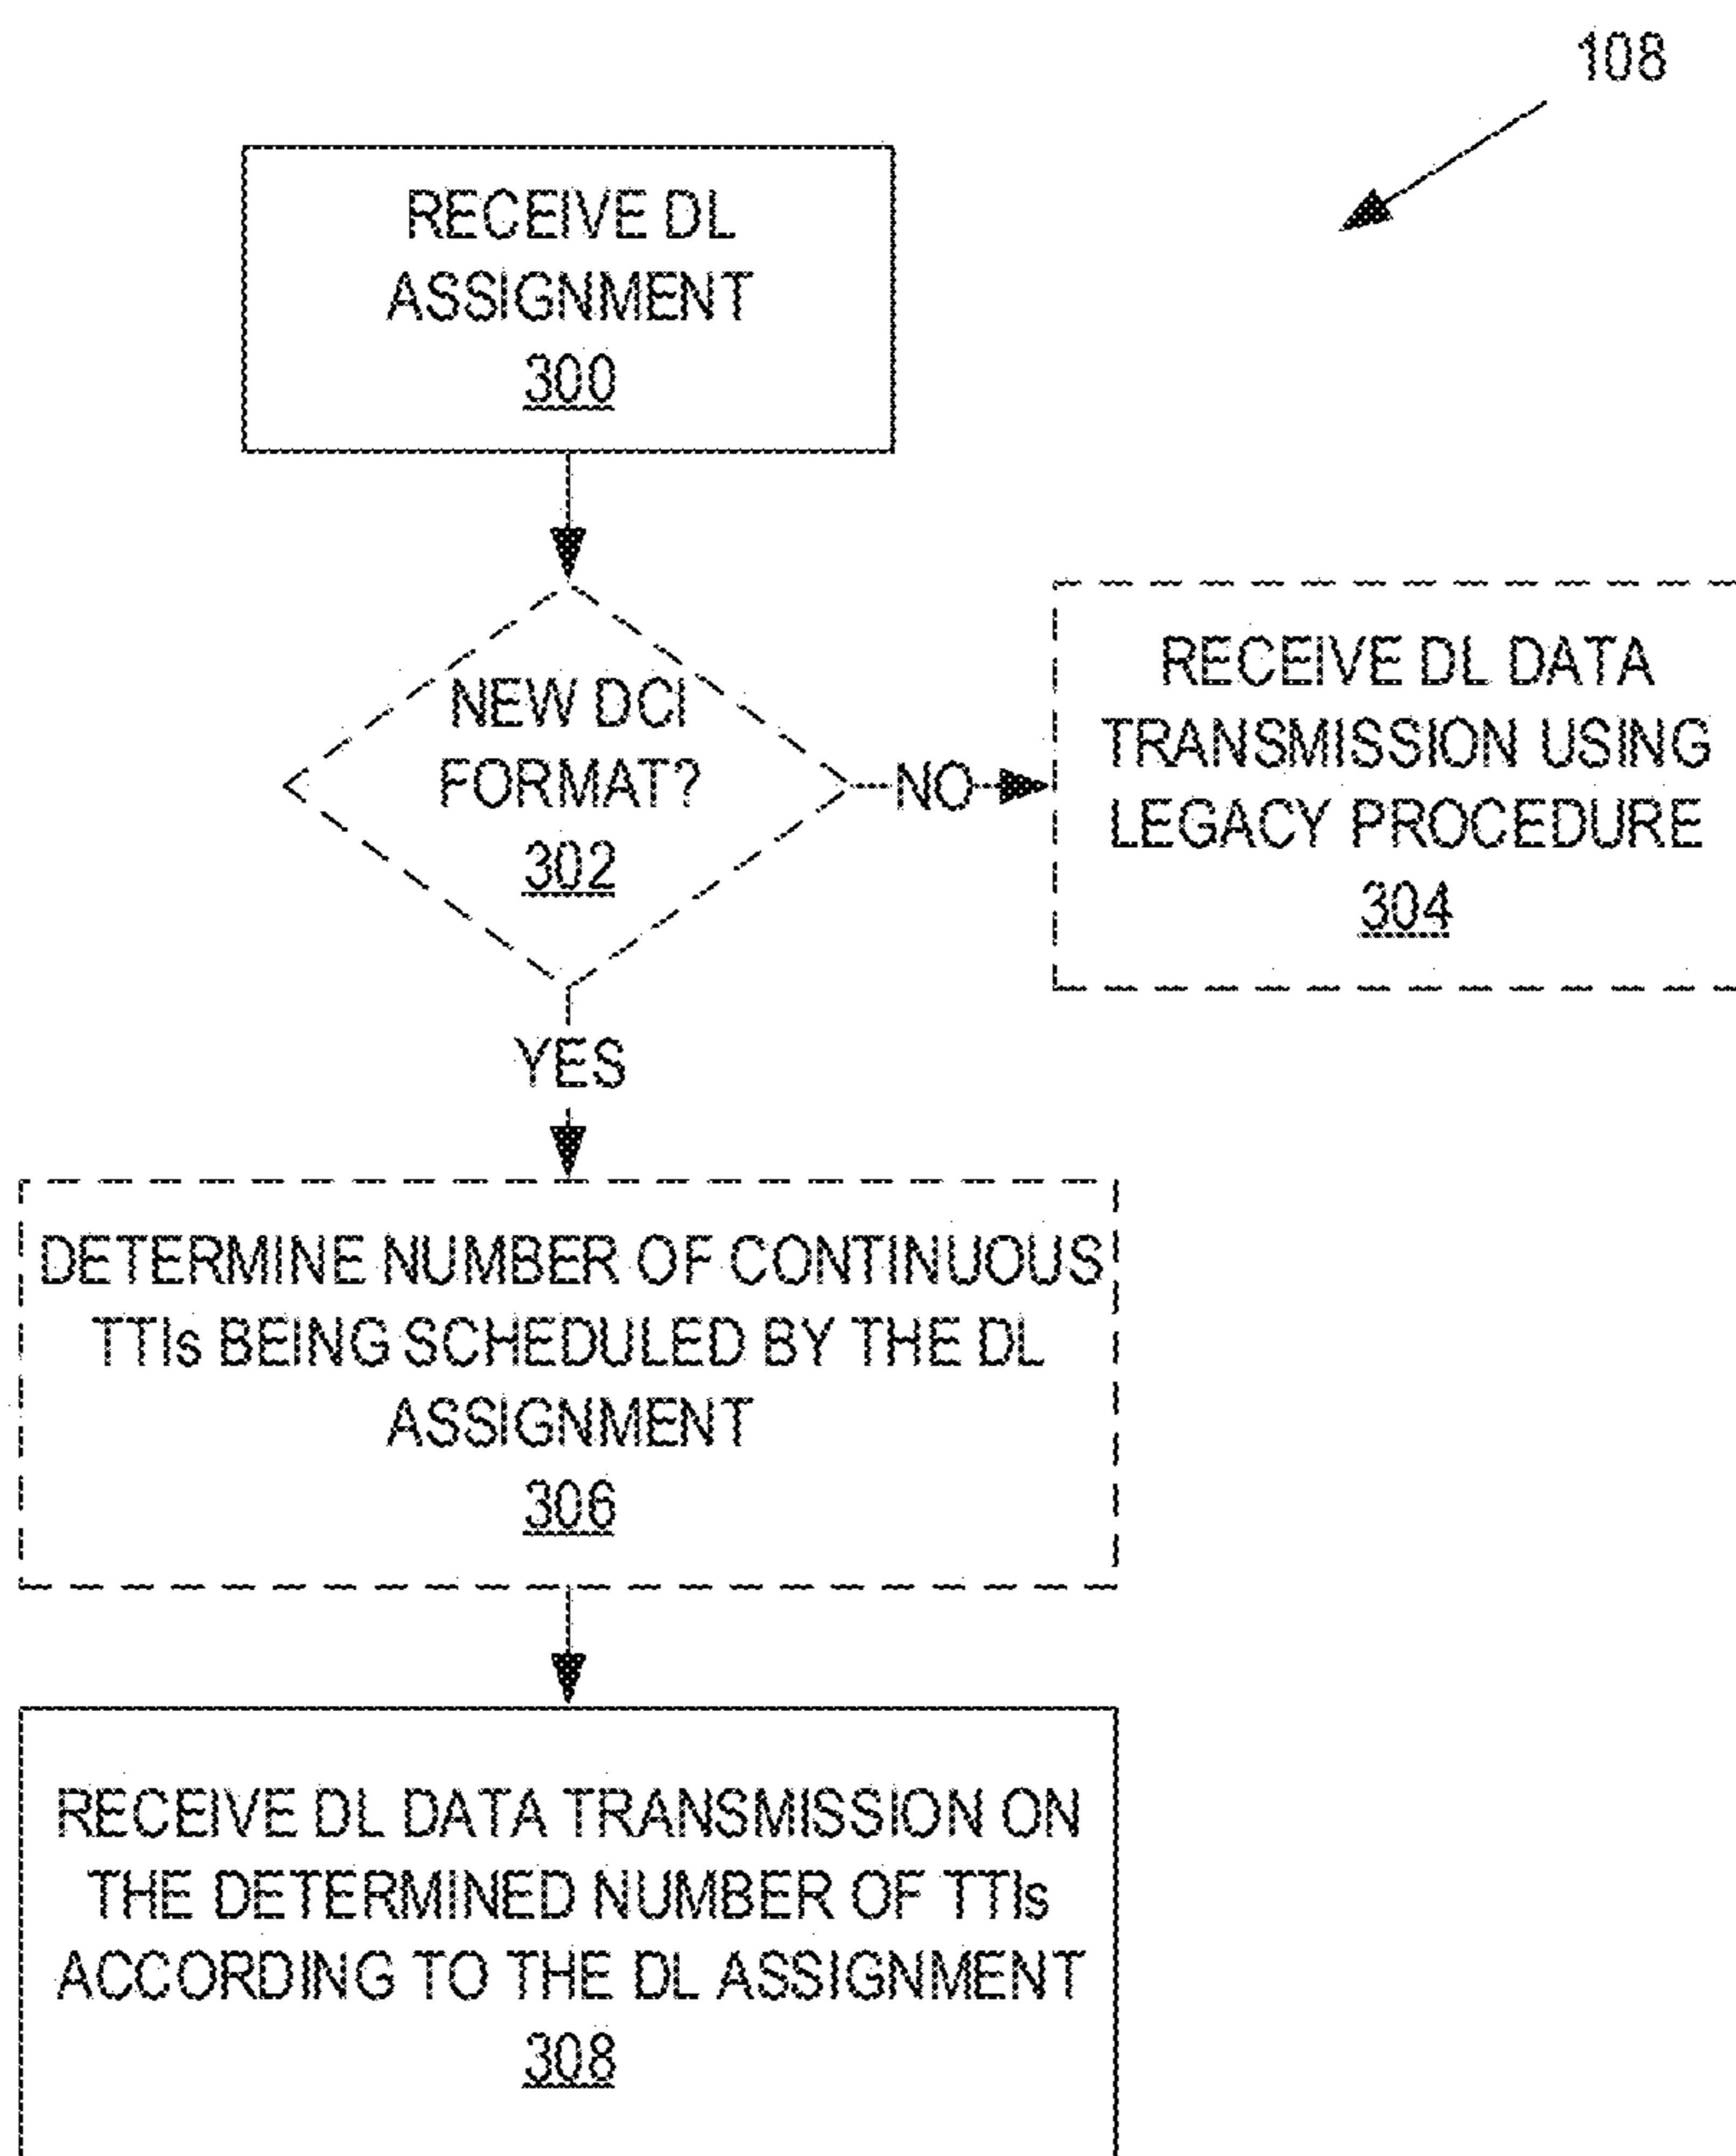 108
RECEIVE DL
ASSIGNMENT
300
NEW DCI
FORMAT?
302
NO
RECEIVE DL DATA
TRANSMISSION USING
LEGACY PROCEDURE
304
YES
DETERMINE NUMBER OF CONTINUOUS
TTIs BEING SCHEDULED BY THE DL
ASSIGNMENT
306
RECEIVE DL DATA TRANSMISSION ON
THE DETERMINED NUMBER OF TTIs
ACCORDING TO THE DL ASSIGNMENT
308